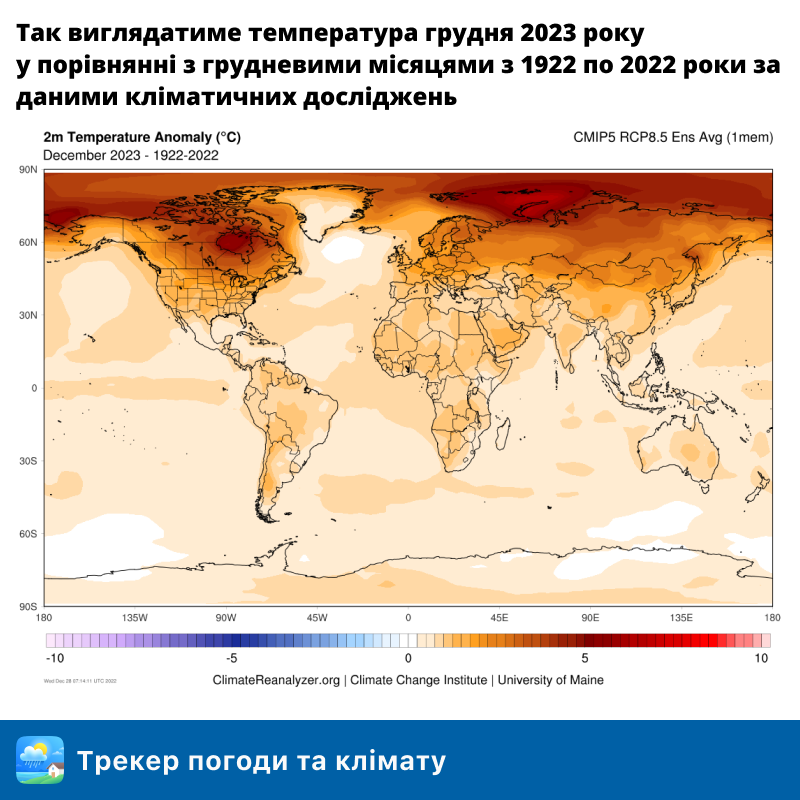 Так виглядатиме температура грудня 2023 року
у порівнянні з грудневими місяцями з 1922 по 2022 роки за
даними кліматичних досліджень
2m Temperature Anomaly (°C)
CMIP5 RCP8.5 Ens Avg (1mem)
December 2023 - 1922-2022
90N
60N
30N
0
30S
60S
90S
180 135W 90W 45W 0 45E 90E 135E 180
-10 -5 0 5 10
Wed Dec 28 07:14:11 UTC 2022
ClimateReanalyzer.org | Climate Change Institute | University of Maine
Трекер погоди та клімату